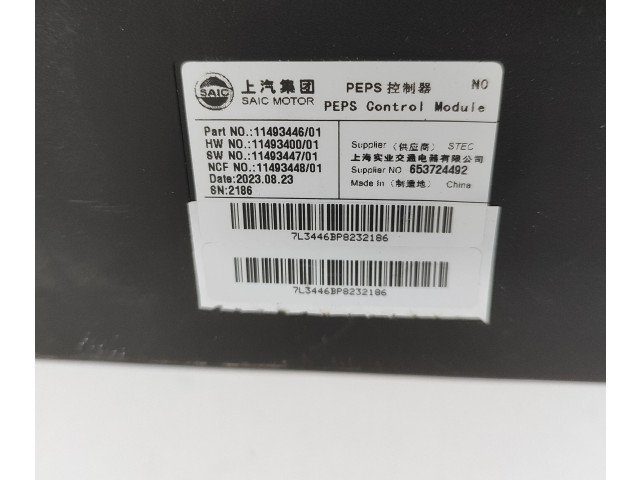 SAIC 上汽集团 PEPS 控制器 NO
SAIC MOTOR PEPS Control Module
Part NO.:11493446/01
HW NO.:11493400/01
SW NO.:11493447/01
NCF NO.:11493448/01
Date:2023.08.23
SN:2186
Supplier (供应商) STEC
上海实业交通电器有限公司
Supplier NO 653724492
Made In (制造地) China
7L3446BP8232186
7L3446BP8232186